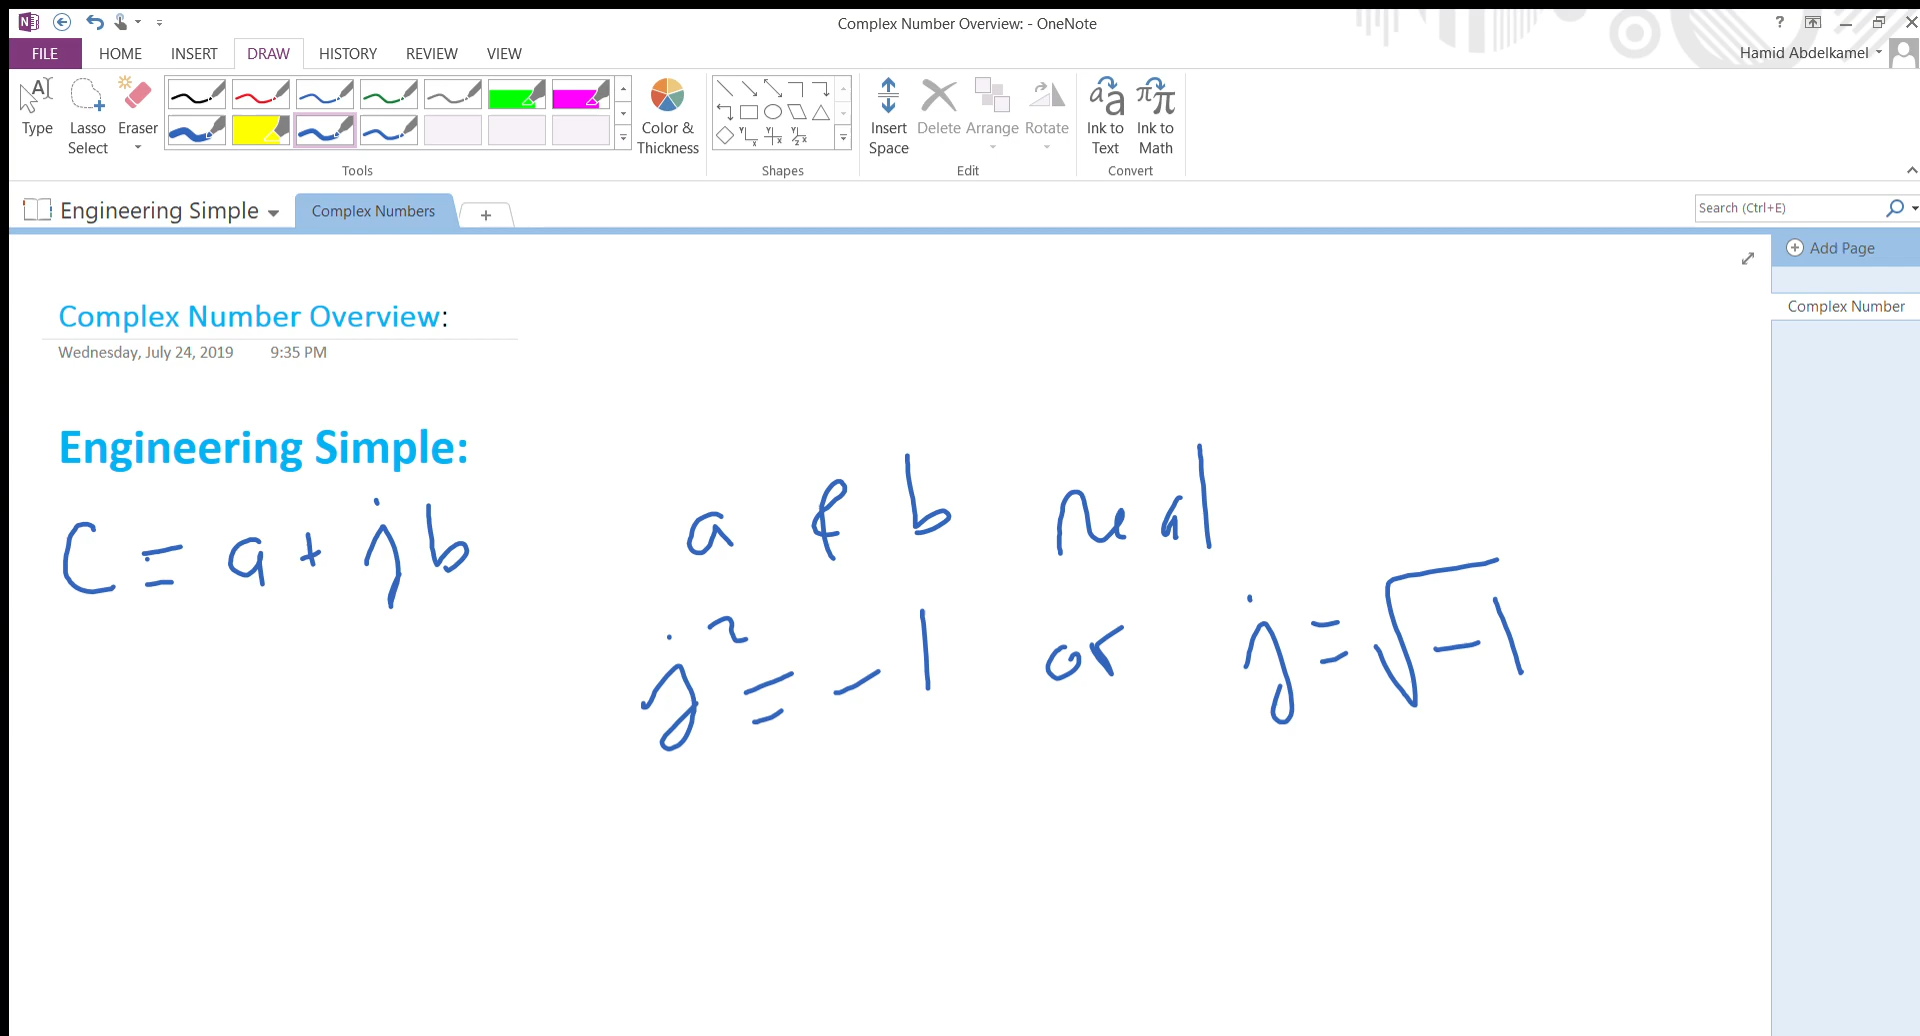 Complex Number Overview: - OneNote
?
Hamid Abdelkamel
FILE HOME INSERT DRAW HISTORY REVIEW VIEW
Type
Lasso Select
Eraser
Color & Thickness
Insert Space
Delete Arrange Rotate
Ink to Text
Ink to Math
Tools Shapes Edit Convert
Engineering Simple Complex Numbers +
Search (Ctrl+E)
Add Page
Complex Number
Complex Number Overview:
Wednesday, July 24, 2019 9:35 PM
Engineering Simple:
C = a + jb a & b real
j² = -1 or j = √-1